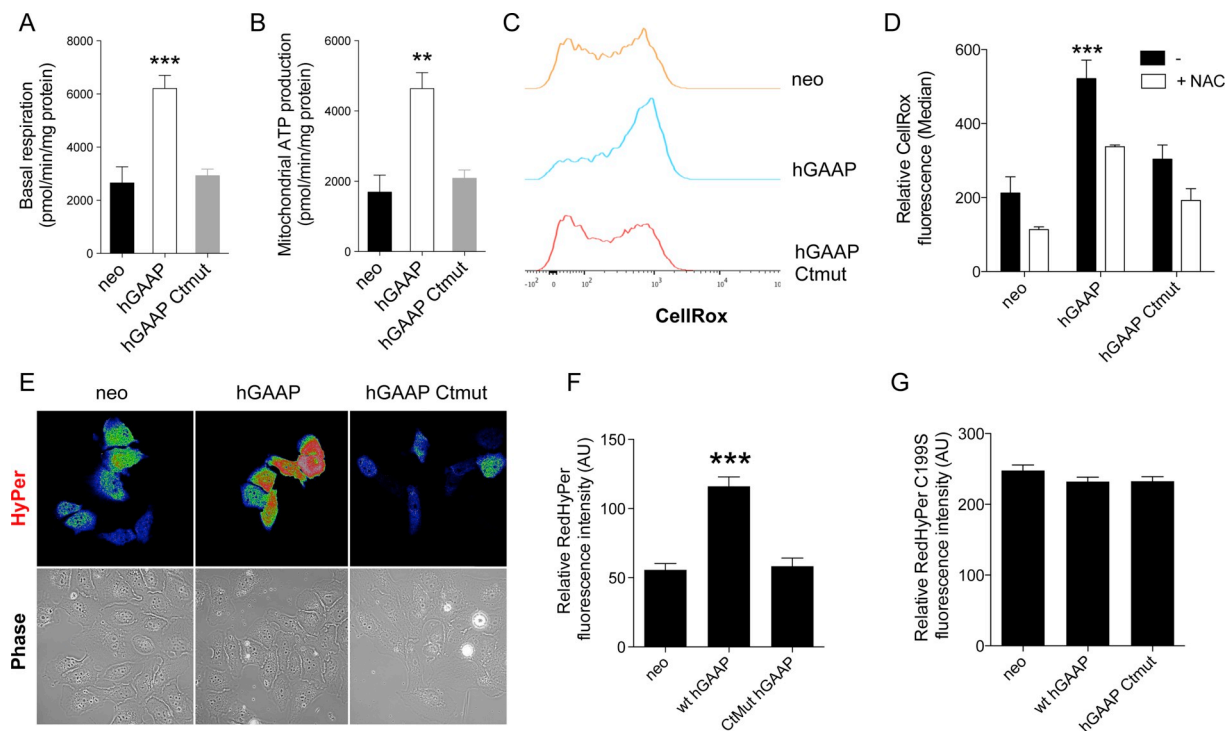 A
Basal respiration
(pmol/min/mg protein)
8000
6000
4000
2000
0
***
neo
hGAAP
hGAAP Ctmut
B
Mitochondrial ATP production
(pmol/min/mg protein)
6000
4000
2000
0
**
neo
hGAAP
hGAAP Ctmut
C
neo
hGAAP
hGAAP
Ctmut
-10² 0 10² 10³ 10⁴ 10
CellRox
D
Relative CellRox
fluorescence (Median)
600
400
200
0
***
-
+ NAC
neo
hGAAP
hGAAP Ctmut
E
neo hGAAP hGAAP Ctmut
HyPer
Phase
F
Relative RedHyPer
fluorescence intensity (AU)
150
100
50
0
***
neo
wt hGAAP
CtMut hGAAP
G
Relative RedHyPer C199S
fluorescence intensity (AU)
300
200
100
0
neo
wt hGAAP
hGAAP Ctmut